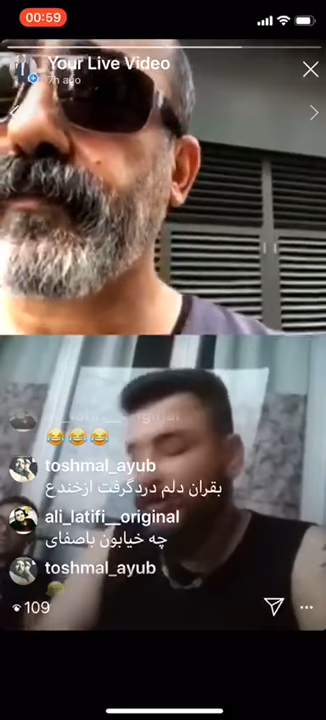 00:59
Your Live Video
7h ago
😂😂😂
toshmal_ayub
بقران دلم دردگرفت ازخندع
ali_latifi__original
چه خیابون باصفای
toshmal_ayub
😂
109